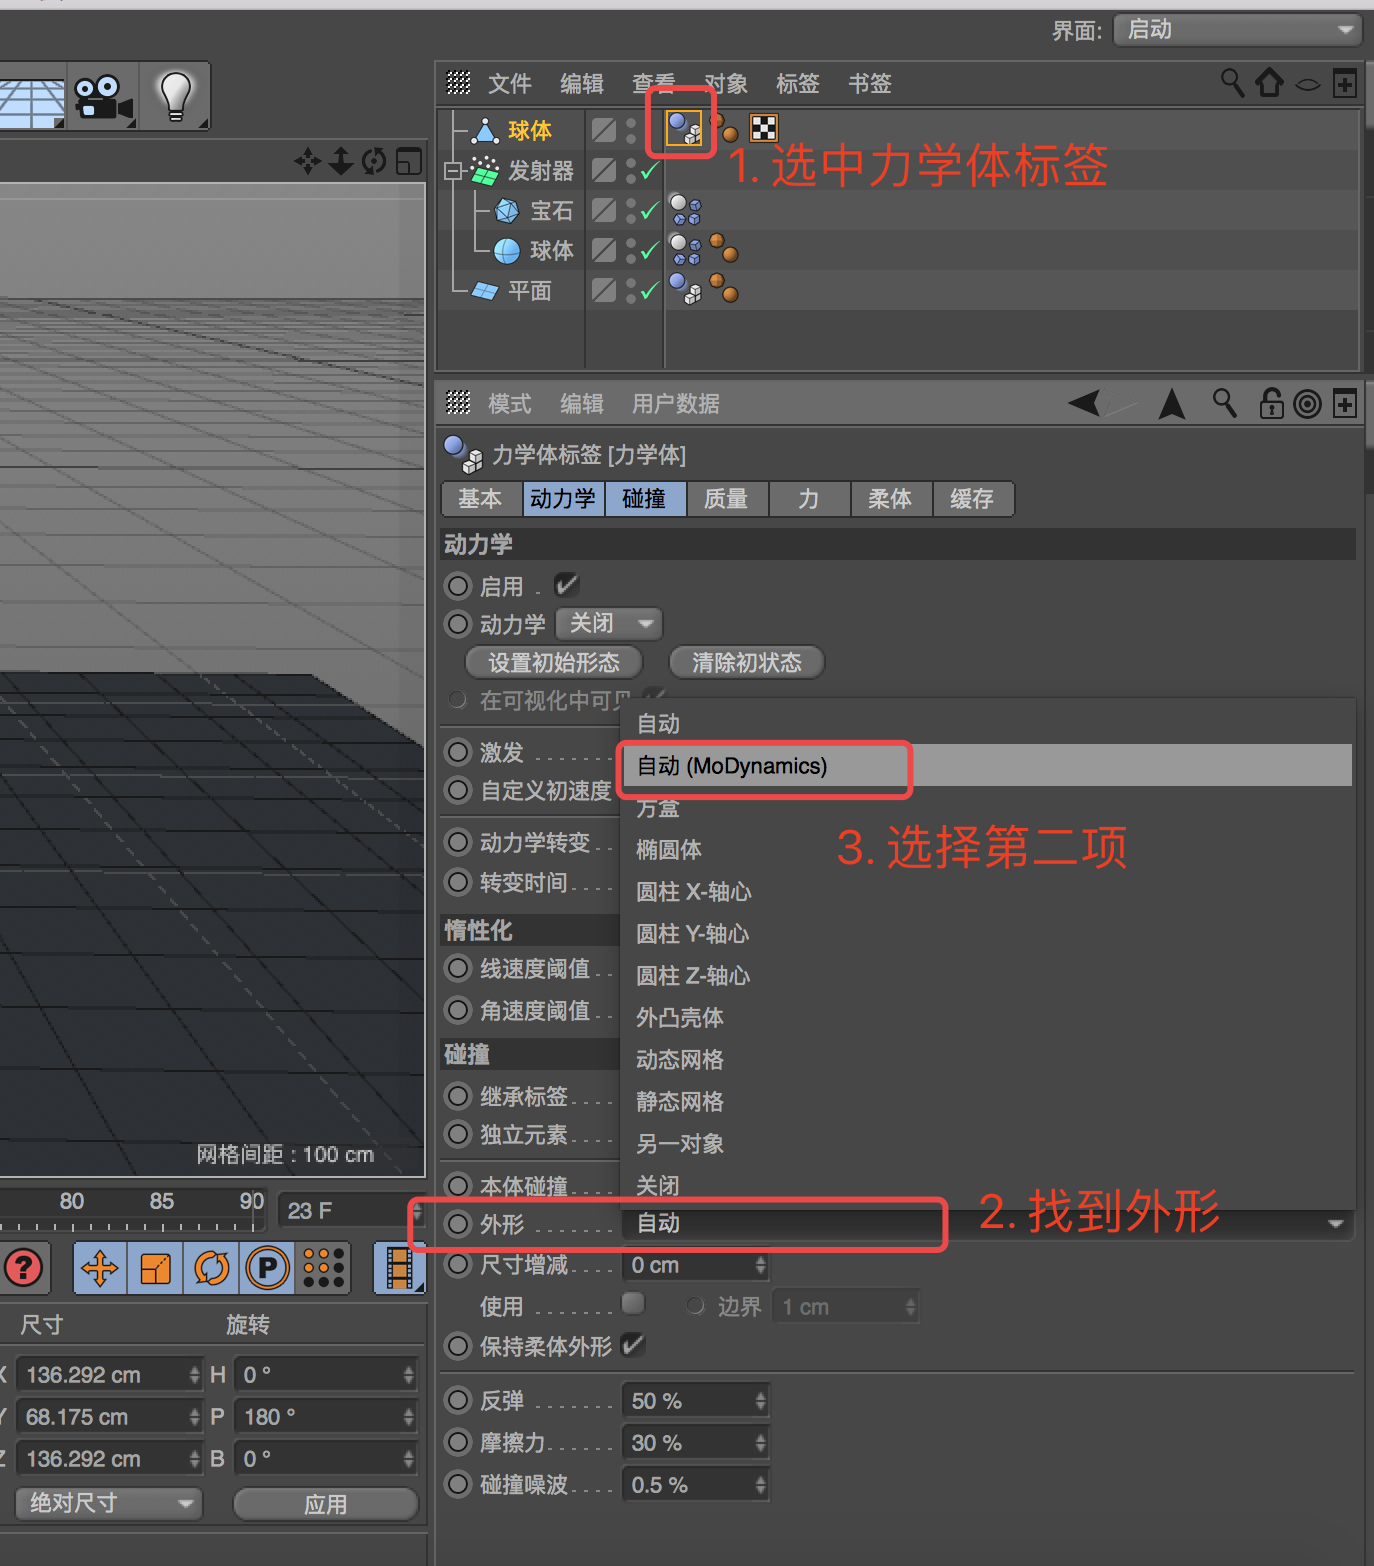 界面: 启动
文件 编辑 查看 对象 标签 书签
球体
1. 选中力学体标签
发射器
宝石
球体
平面
模式 编辑 用户数据
力学体标签 [力学体]
基本 动力学 碰撞 质量 力 柔体 缓存
动力学
启用
动力学 关闭
设置初始形态 清除初状态
在可视化中可见
自动
激发
自动 (MoDynamics)
自定义初速度
方盒
动力学转变
椭圆体
3. 选择第二项
转变时间
圆柱 X-轴心
惰性化
圆柱 Y-轴心
线速度阈值
圆柱 Z-轴心
角速度阈值
外凸壳体
碰撞
动态网格
继承标签
静态网格
独立元素
另一对象
本体碰撞
关闭
外形 自动
2. 找到外形
尺寸增减 0 cm
使用 边界 1 cm
保持柔体外形
反弹 50 %
摩擦力 30 %
碰撞噪波 0.5 %
网格间距 : 100 cm
80 85 90 23 F
?
P
尺寸 旋转
X 136.292 cm H 0 °
Y 68.175 cm P 180 °
Z 136.292 cm B 0 °
绝对尺寸 应用